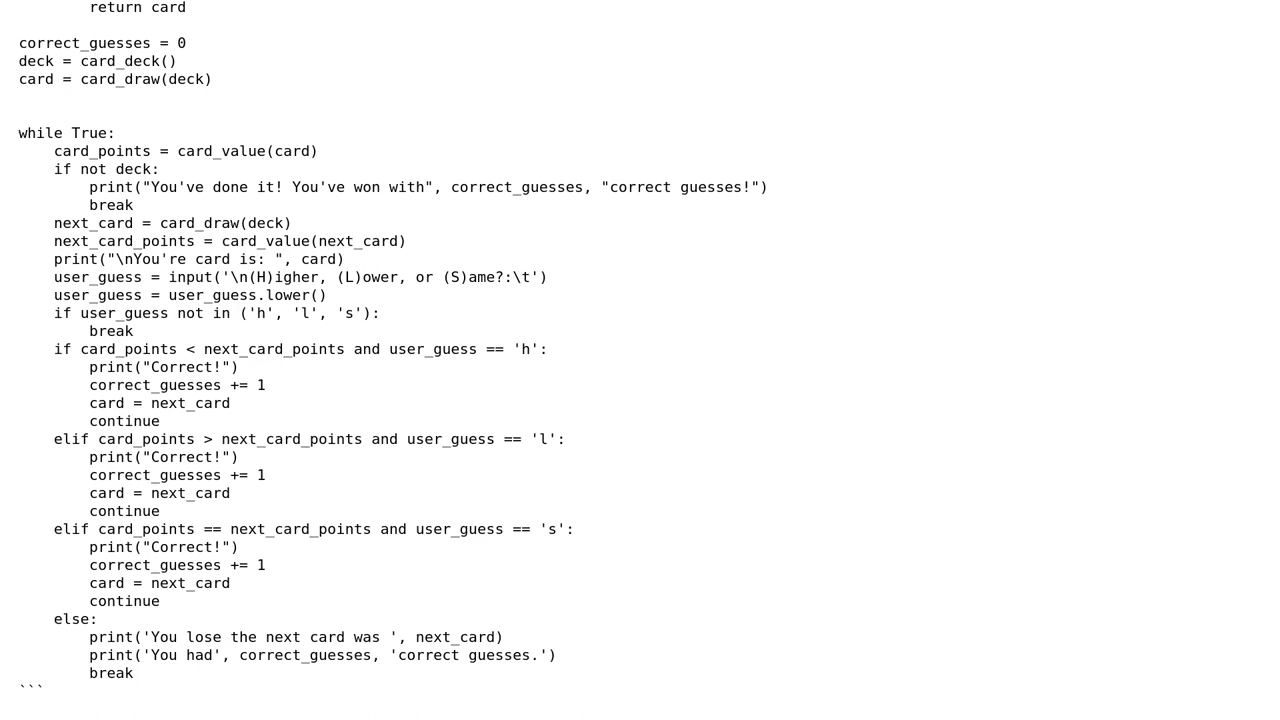 return card

correct_guesses = 0
deck = card_deck()
card = card_draw(deck)


while True:
    card_points = card_value(card)
    if not deck:
        print("You've done it! You've won with", correct_guesses, "correct guesses!")
        break
    next_card = card_draw(deck)
    next_card_points = card_value(next_card)
    print("\nYou're card is: ", card)
    user_guess = input('\n(H)igher, (L)ower, or (S)ame?:\t')
    user_guess = user_guess.lower()
    if user_guess not in ('h', 'l', 's'):
        break
    if card_points < next_card_points and user_guess == 'h':
        print("Correct!")
        correct_guesses += 1
        card = next_card
        continue
    elif card_points > next_card_points and user_guess == 'l':
        print("Correct!")
        correct_guesses += 1
        card = next_card
        continue
    elif card_points == next_card_points and user_guess == 's':
        print("Correct!")
        correct_guesses += 1
        card = next_card
        continue
    else:
        print('You lose the next card was ', next_card)
        print('You had', correct_guesses, 'correct guesses.')
        break
```